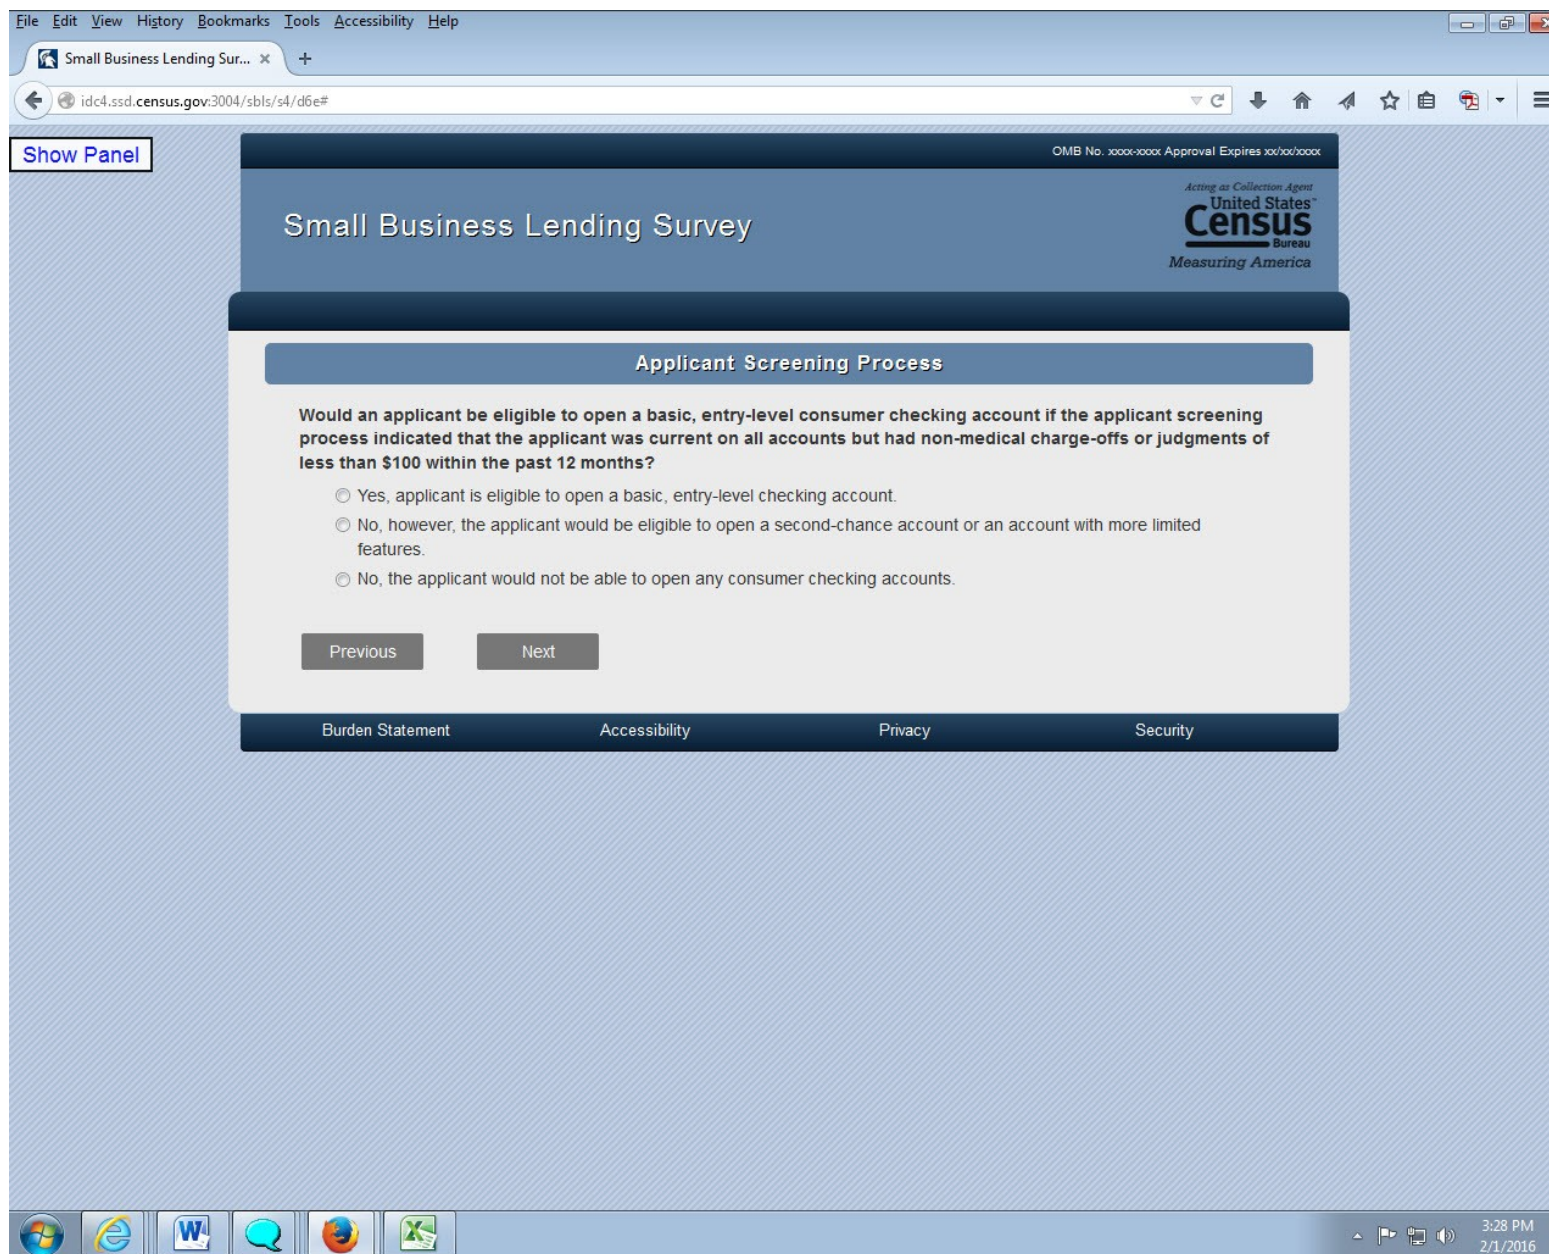 File Edit View History Bookmarks Tools Accessibility Help
Small Business Lending Sur...
idc4.ssd.census.gov:3004/sbls/s4/d6e#
Show Panel
OMB No. xxxx-xxxx Approval Expires xx/xx/xxxx
Small Business Lending Survey
Acting as Collection Agent
United States™
Census
Bureau
Measuring America
Applicant Screening Process
Would an applicant be eligible to open a basic, entry-level consumer checking account if the applicant screening
process indicated that the applicant was current on all accounts but had non-medical charge-offs or judgments of
less than $100 within the past 12 months?
Yes, applicant is eligible to open a basic, entry-level checking account.
No, however, the applicant would be eligible to open a second-chance account or an account with more limited
features.
No, the applicant would not be able to open any consumer checking accounts.
Previous Next
Burden Statement Accessibility Privacy Security
3:28 PM
2/1/2016